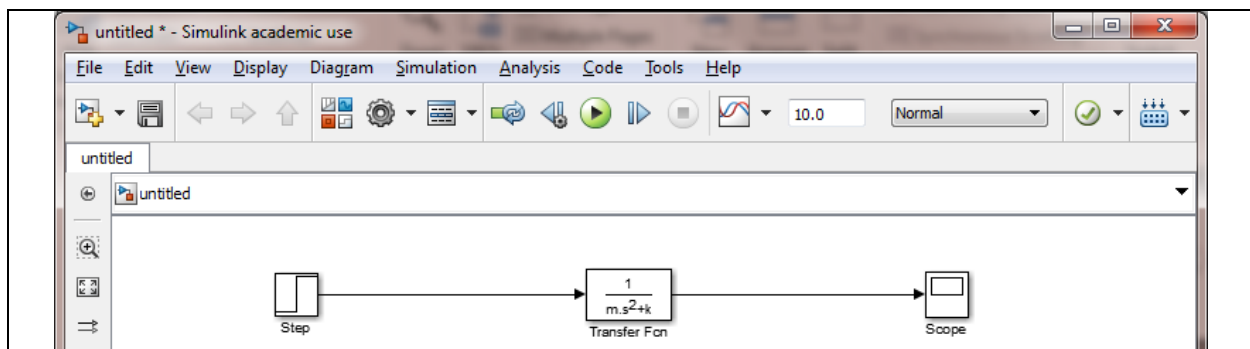 untitled * - Simulink academic use
File Edit View Display Diagram Simulation Analysis Code Tools Help
10.0 Normal
untitled
untitled
1
m.s²+k
Step Transfer Fcn Scope